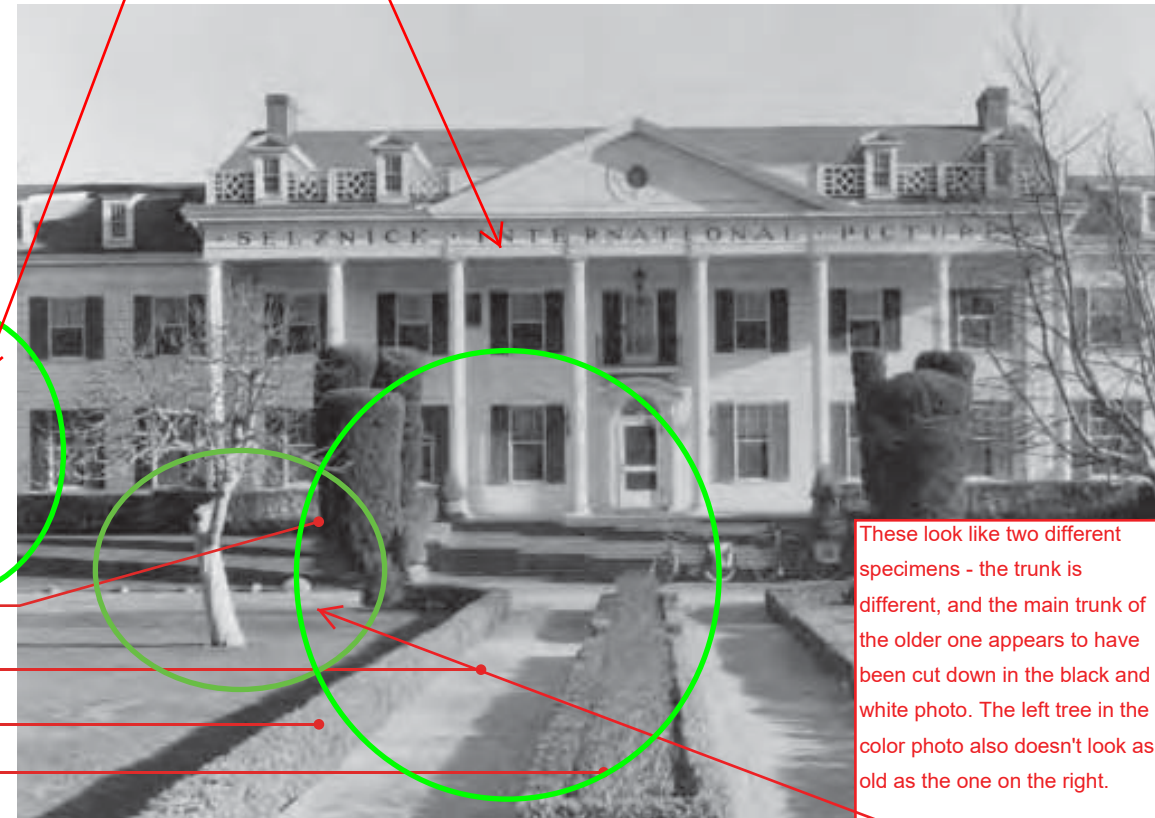 SELZNICK · INTERNATIONAL · PICTURES
These look like two different
specimens - the trunk is
different, and the main trunk of
the older one appears to have
been cut down in the black and
white photo. The left tree in the
color photo also doesn't look as
old as the one on the right.